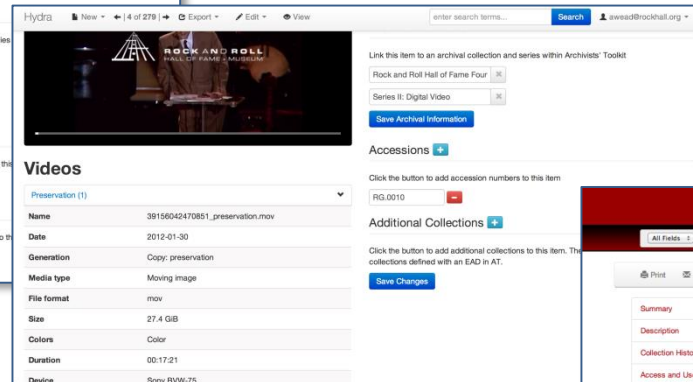 Hydra New 4 of 279 Export Edit View enter search terms... Search awead@rockhall.org
ies
ROCK AND ROLL
HALL OF FAME + MUSEUM
Link this item to an archival collection and series within Archivists' Toolkit
Rock and Roll Hall of Fame Four
Series II: Digital Video
Save Archival Information
Accessions
Click the button to add accession numbers to this item
RG.0010
Additional Collections
Click the button to add additional collections to this item. The
collections defined with an EAD in AT.
Save Changes
this
Videos
Preservation (1)
Name 39156042470851_preservation.mov
Date 2012-01-30
Generation Copy: preservation
Media type Moving image
File format mov
Size 27.4 GiB
Colors Color
Duration 00:17:21
Device Sony BVW-75
All Fields
Print
Summary
Description
Collection Histo
Access and Us